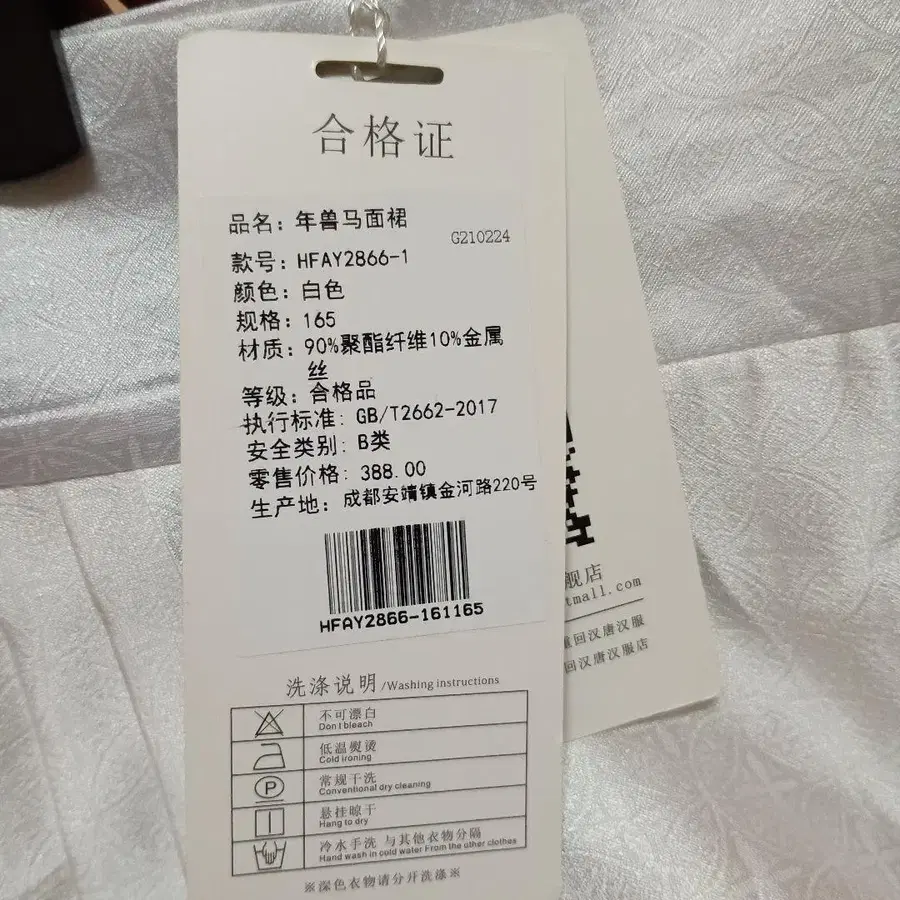 合格证
品名：年兽马面裙
G210224
款号：HFAY2866-1
颜色：白色
规格：165
材质：90%聚酯纤维10%金属
丝
等级：合格品
执行标准：GB/T2662-2017
安全类别：B类
零售价格：388.00
生产地：成都安靖镇金河路220号
HFAY2866-161165
洗涤说明/Washing instructions
不可漂白
Don t bleach
低温熨烫
Cold ironing
P
常规干洗
Conventional dry cleaning
悬挂晾干
Hang to dry
冷水手洗 与其他衣物分隔
Hand wash in cold water From the other clothes
※深色衣物请分开洗涤※
舰店
tmall.com
重回汉唐汉服
回汉唐汉服店